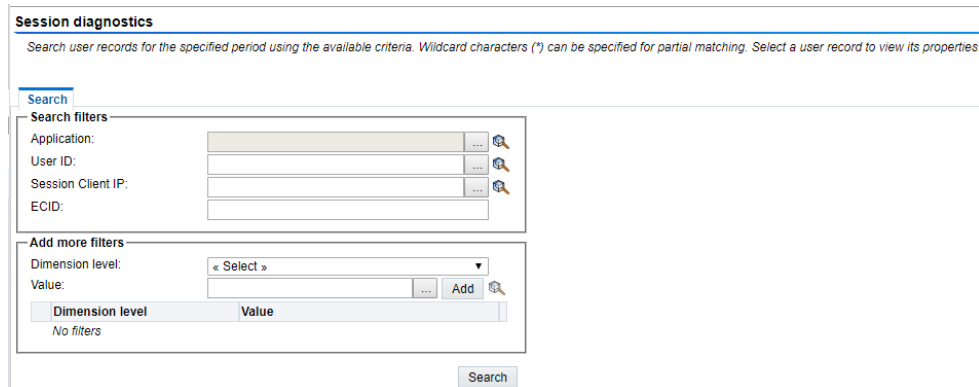 Session diagnostics
Search user records for the specified period using the available criteria. Wildcard characters (*) can be specified for partial matching. Select a user record to view its properties
Search
Search filters
Application:
...
User ID:
...
Session Client IP:
...
ECID:
Add more filters
Dimension level:
« Select »
Value:
... Add
Dimension level Value
No filters
Search